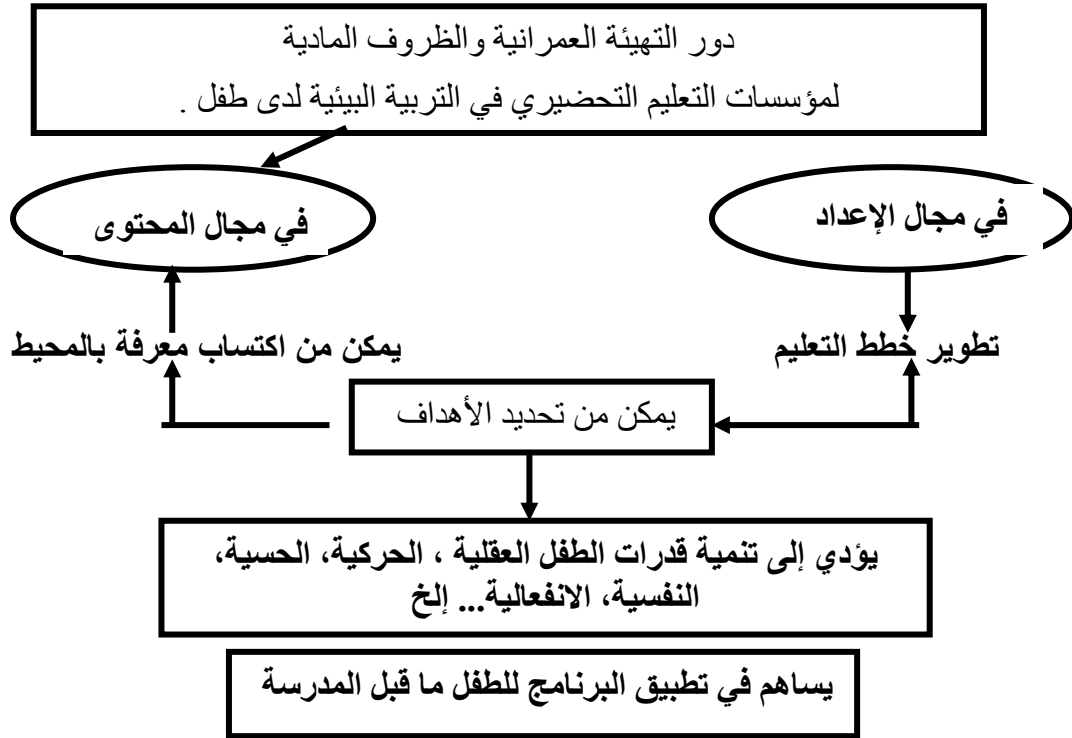 دور التهيئة العمرانية والظروف المادية
لمؤسسات التعليم التحضيري في التربية البيئية لدى طفل .
في مجال الإعداد
في مجال المحتوى
تطوير خطط التعليم
يمكن من اكتساب معرفة بالمحيط
يمكن من تحديد الأهداف
يؤدي إلى تنمية قدرات الطفل العقلية ، الحركية، الحسية،
النفسية، الانفعالية... إلخ
يساهم في تطبيق البرنامج للطفل ما قبل المدرسة